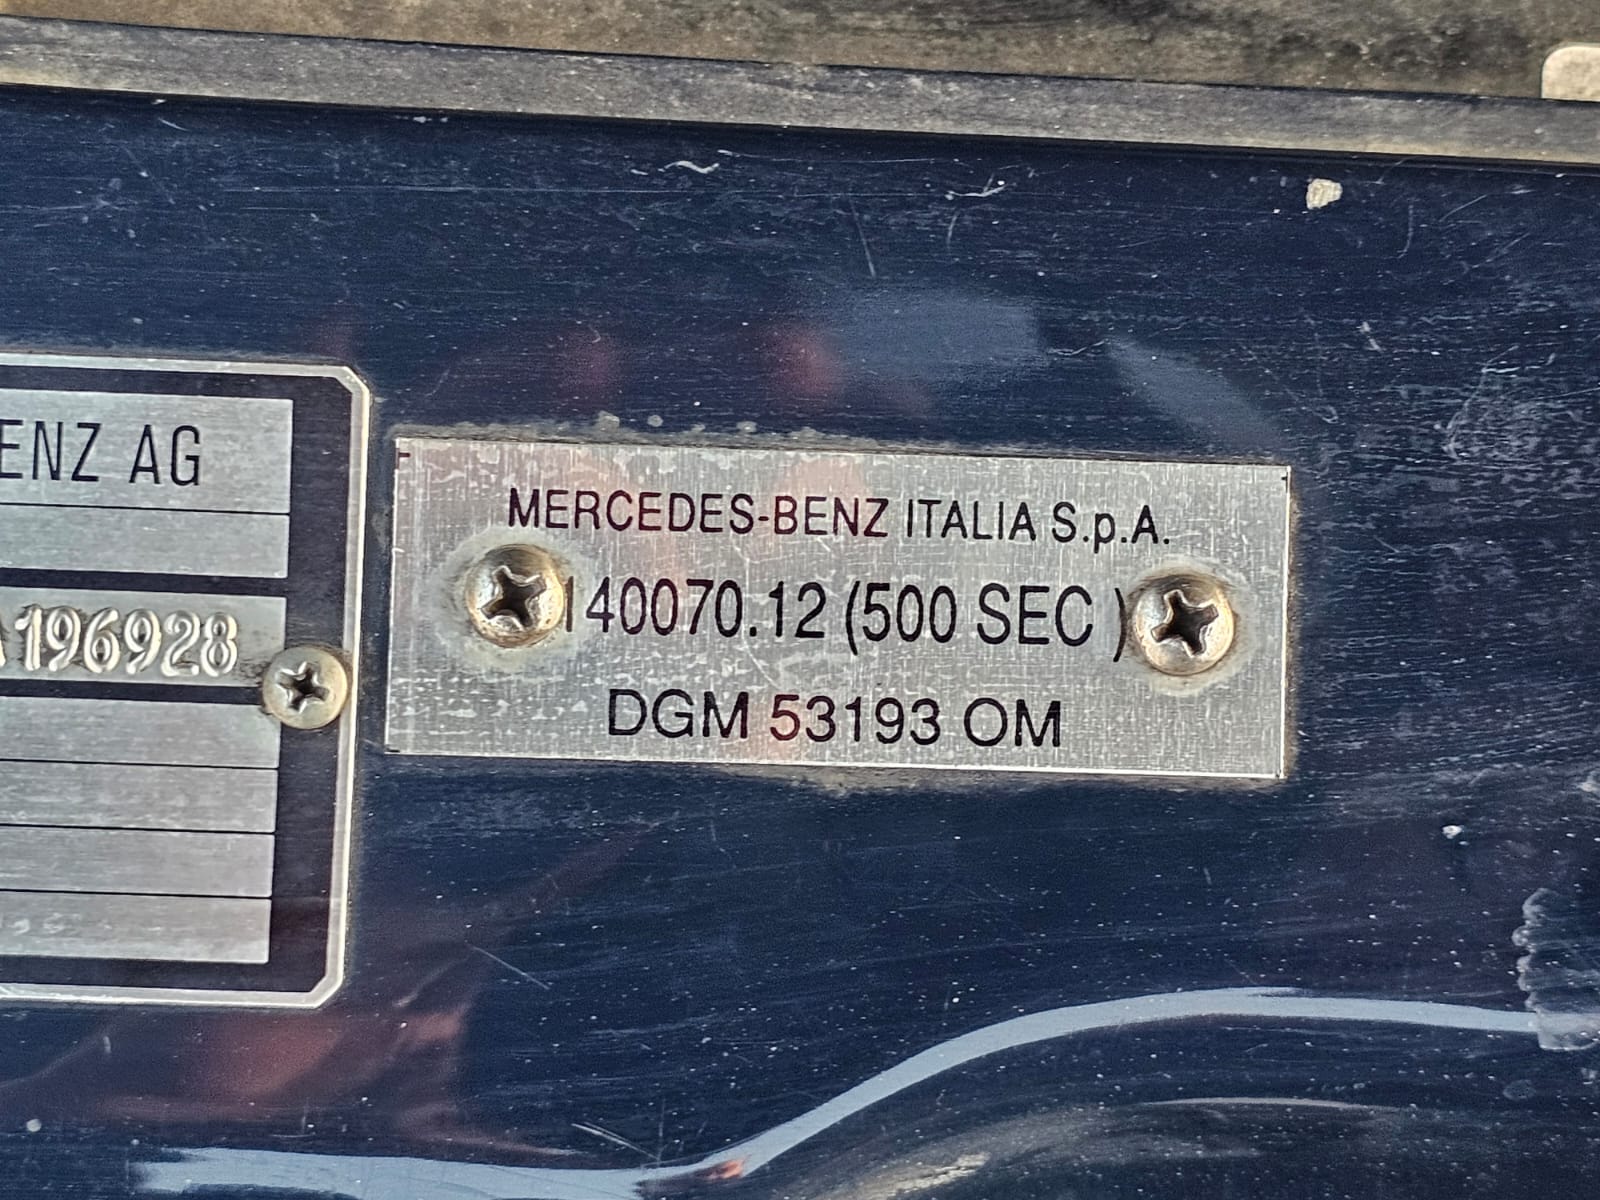 ENZ AG
196928
MERCEDES-BENZ ITALIA S.p.A.
140070.12 (500 SEC )
DGM 53193 OM